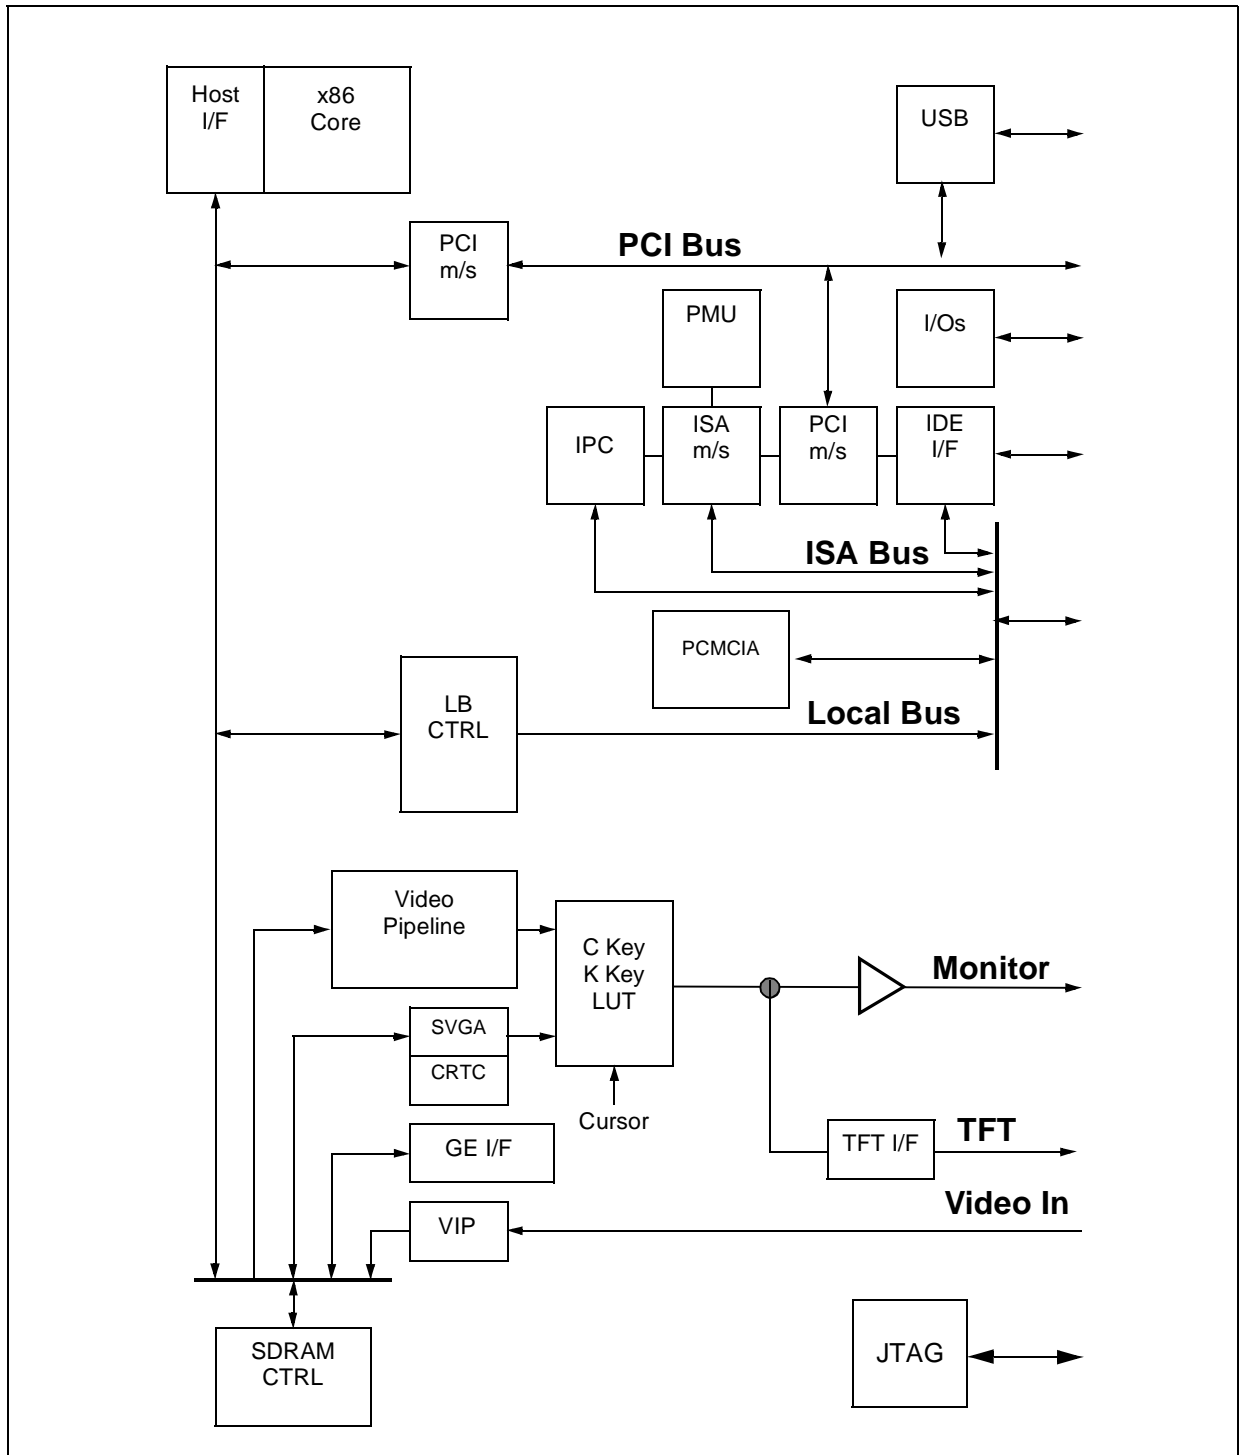 Host
I/F
x86
Core
USB
PCI
m/s
PCI Bus
PMU
I/Os
IPC
ISA
m/s
PCI
m/s
IDE
I/F
ISA Bus
PCMCIA
LB
CTRL
Local Bus
Video
Pipeline
C Key
K Key
LUT
Monitor
SVGA
CRTC
Cursor
GE I/F
TFT I/F
TFT
VIP
Video In
SDRAM
CTRL
JTAG